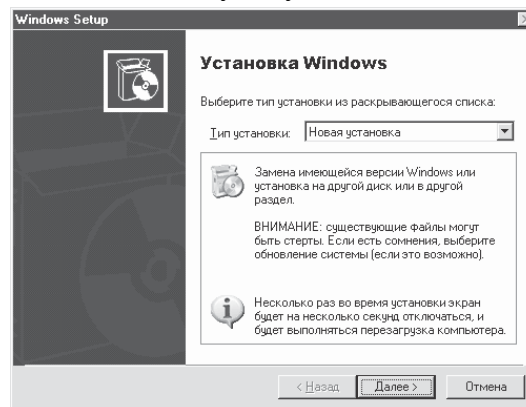 Windows Setup
Установка Windows
Выберите тип установки из раскрывающегося списка:
Тип установки: Новая установка
Замена имеющейся версии Windows или
установка на другой диск или в другой
раздел.
ВНИМАНИЕ: существующие файлы могут
быть стерты. Если есть сомнения, выберите
обновление системы (если это возможно).
Несколько раз во время установки экран
будет на несколько секунд отключаться, и
будет выполняться перезагрузка компьютера.
< Назад Далее > Отмена